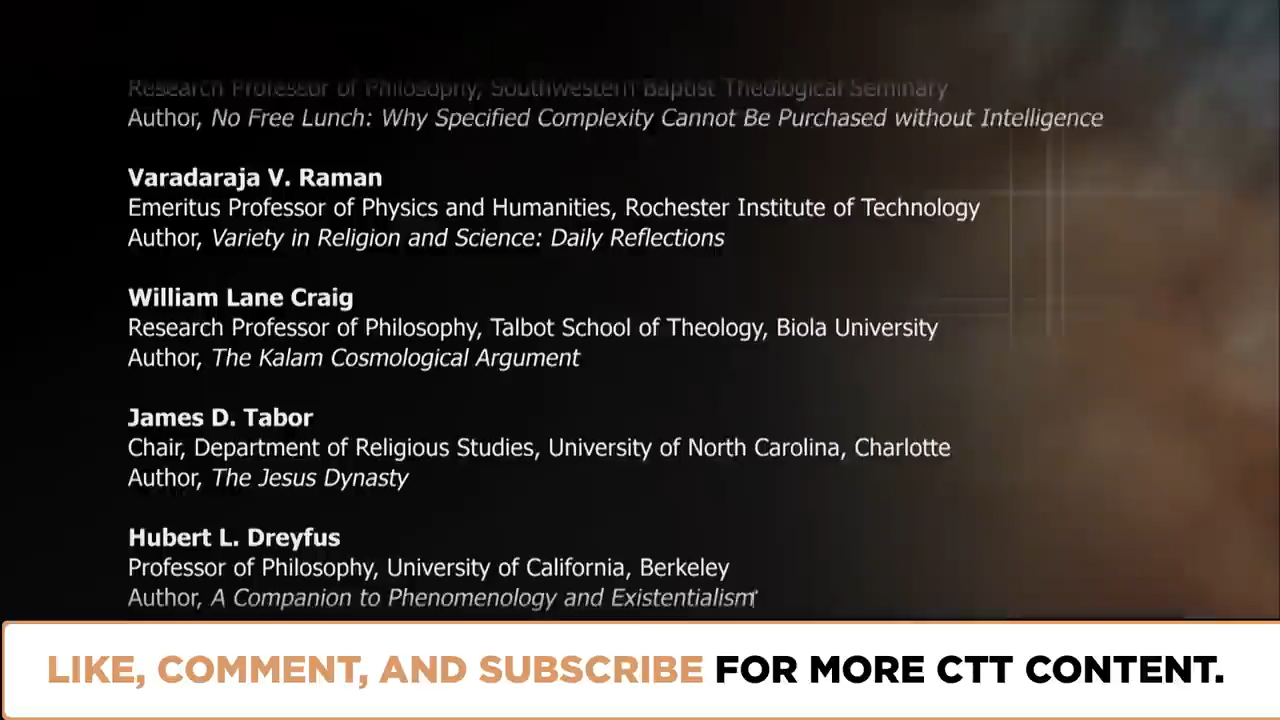 Research Professor of Philosophy, Southwestern Baptist Theological Seminary
Author, No Free Lunch: Why Specified Complexity Cannot Be Purchased without Intelligence
Varadaraja V. Raman
Emeritus Professor of Physics and Humanities, Rochester Institute of Technology
Author, Variety in Religion and Science: Daily Reflections
William Lane Craig
Research Professor of Philosophy, Talbot School of Theology, Biola University
Author, The Kalam Cosmological Argument
James D. Tabor
Chair, Department of Religious Studies, University of North Carolina, Charlotte
Author, The Jesus Dynasty
Hubert L. Dreyfus
Professor of Philosophy, University of California, Berkeley
Author, A Companion to Phenomenology and Existentialism
LIKE, COMMENT, AND SUBSCRIBE FOR MORE CTT CONTENT.